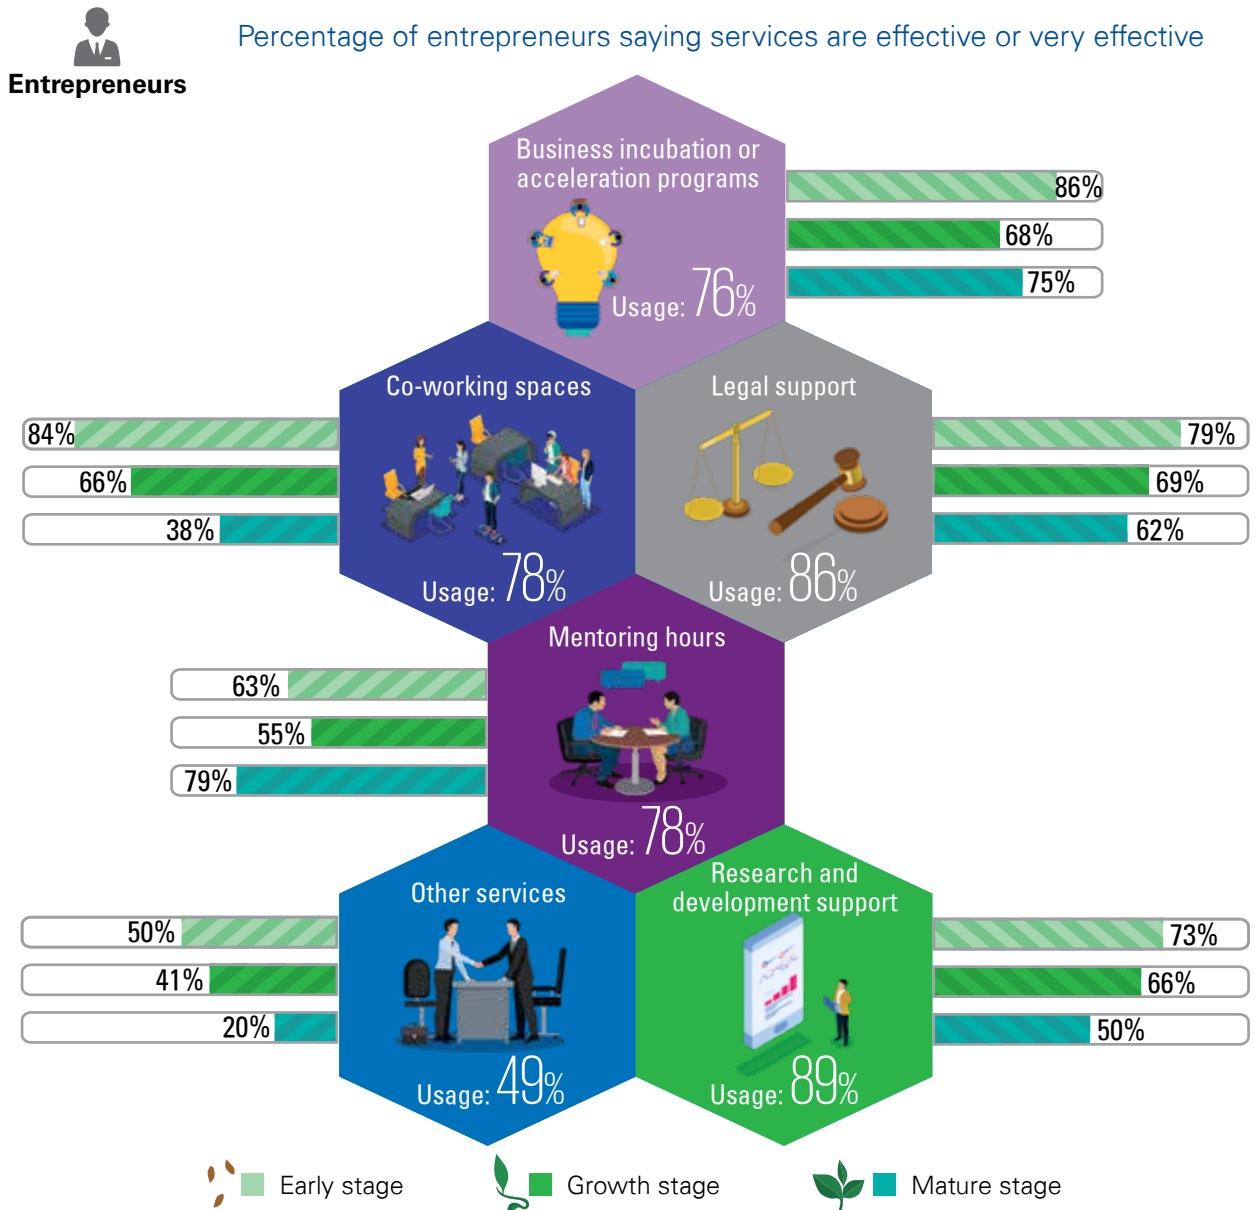 Percentage of entrepreneurs saying services are effective or very effective
Entrepreneurs
Business incubation or
acceleration programs
Usage: 76%
86%
68%
75%
Co-working spaces
Usage: 78%
84%
66%
38%
Legal support
Usage: 86%
79%
69%
62%
Mentoring hours
Usage: 78%
63%
55%
79%
Other services
Usage: 49%
50%
41%
20%
Research and
development support
Usage: 89%
73%
66%
50%
Early stage
Growth stage
Mature stage